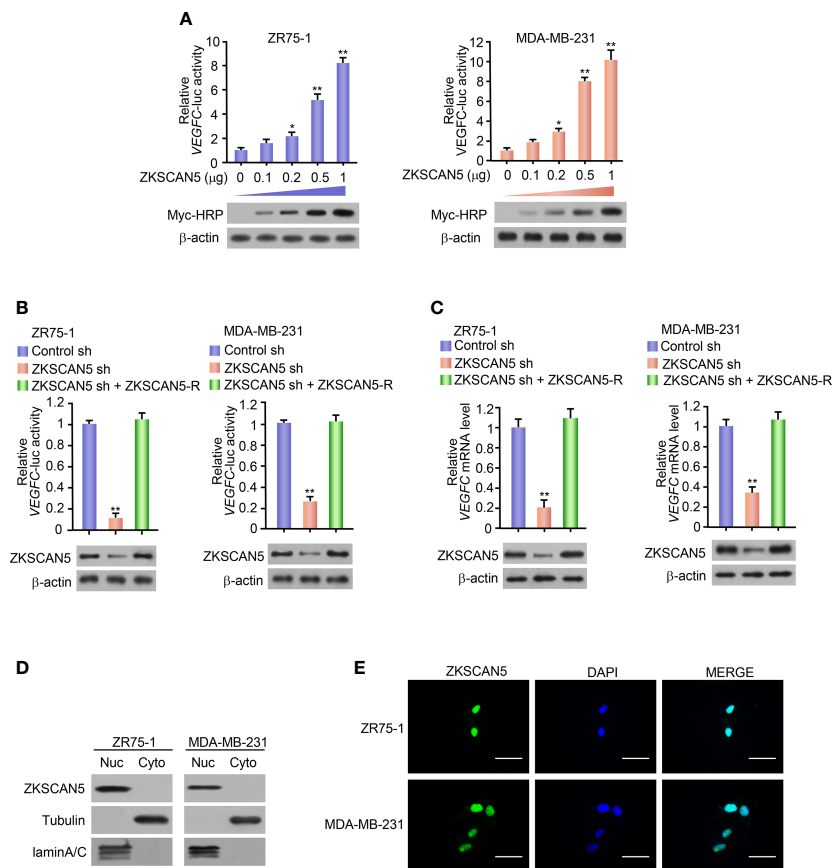 A
ZR75-1
Relative
VEGFC-luc activity
10
8
6
4
2
0
*
**
**
0 0.1 0.2 0.5 1
ZKSCAN5 (μg)
Myc-HRP
β-actin
MDA-MB-231
Relative
VEGFC-luc activity
12
10
8
6
4
2
0
*
**
**
0 0.1 0.2 0.5 1
ZKSCAN5 (μg)
Myc-HRP
β-actin
B
ZR75-1
Control sh
ZKSCAN5 sh
ZKSCAN5 sh + ZKSCAN5-R
Relative
VEGFC-luc activity
1.2
1
0.8
0.6
0.4
0.2
0
**
ZKSCAN5
β-actin
MDA-MB-231
Control sh
ZKSCAN5 sh
ZKSCAN5 sh + ZKSCAN5-R
Relative
VEGFC-luc activity
1.2
1
0.8
0.6
0.4
0.2
0
**
ZKSCAN5
β-actin
C
ZR75-1
Control sh
ZKSCAN5 sh
ZKSCAN5 sh + ZKSCAN5-R
Relative
VEGFC mRNA level
1.2
1
0.8
0.6
0.4
0.2
0
**
ZKSCAN5
β-actin
MDA-MB-231
Control sh
ZKSCAN5 sh
ZKSCAN5 sh + ZKSCAN5-R
Relative
VEGFC mRNA level
1.2
1
0.8
0.6
0.4
0.2
0
**
ZKSCAN5
β-actin
D
ZR75-1 MDA-MB-231
Nuc Cyto Nuc Cyto
ZKSCAN5
Tubulin
laminA/C
E
ZKSCAN5 DAPI MERGE
ZR75-1
MDA-MB-231